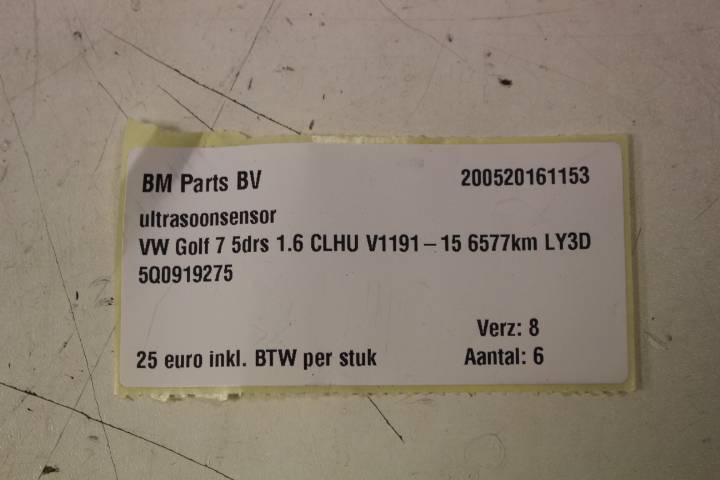 BM Parts BV 200520161153
ultrasoonsensor
VW Golf 7 5drs 1.6 CLHU V1191-15 6577km LY3D
5Q0919275
Verz: 8
25 euro inkl. BTW per stuk Aantal: 6